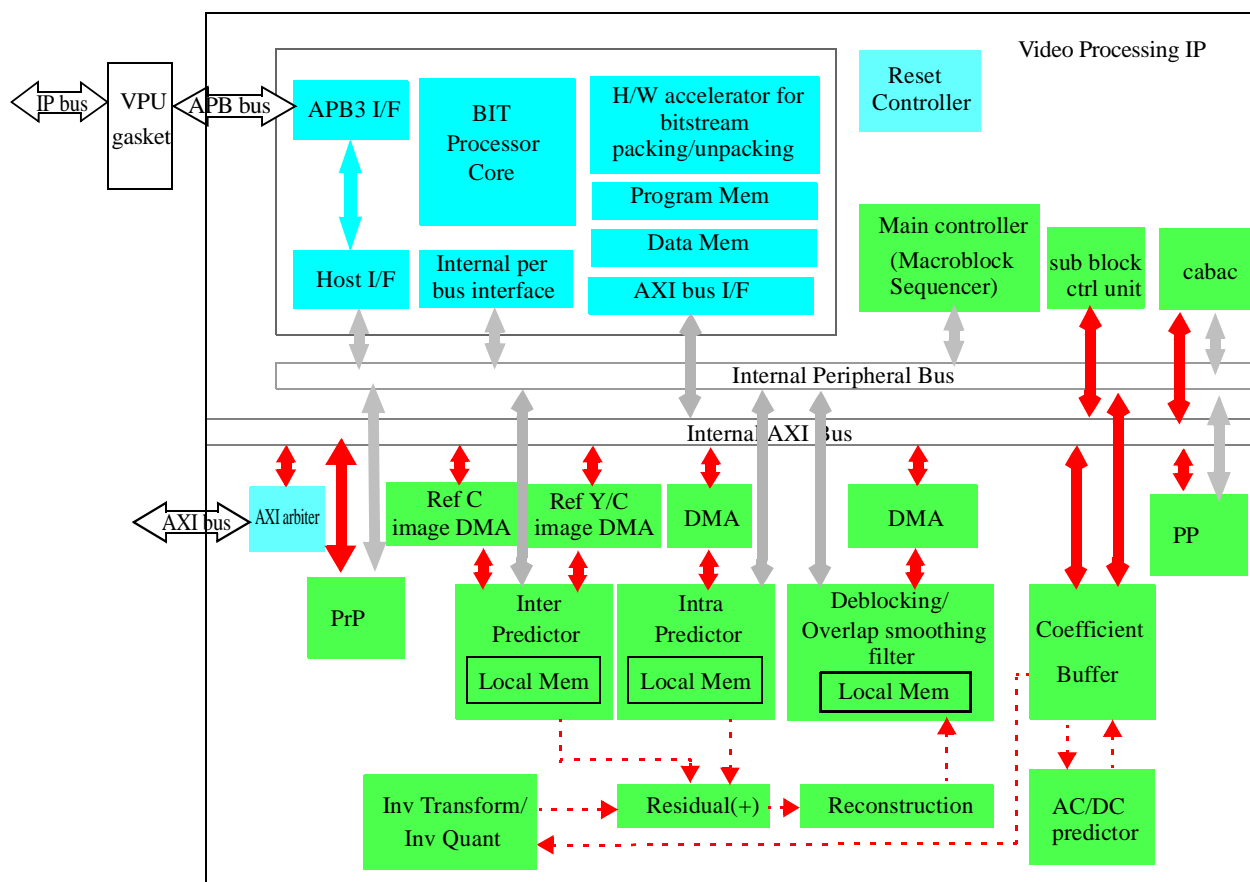 Video Processing IP
IP bus
VPU
gasket
APB bus
APB3 I/F
BIT
Processor
Core
H/W accelerator for
bitstream
packing/unpacking
Program Mem
Data Mem
AXI bus I/F
Host I/F
Internal per
bus interface
Reset
Controller
Main controller
(Macroblock
Sequencer)
sub block
ctrl unit
cabac
Internal Peripheral Bus
Internal AXI Bus
AXI bus
AXI arbiter
Ref C
image DMA
Ref Y/C
image DMA
DMA
DMA
PP
PrP
Inter
Predictor
Local Mem
Intra
Predictor
Local Mem
Deblocking/
Overlap smoothing
filter
Local Mem
Coefficient
Buffer
Inv Transform/
Inv Quant
Residual(+)
Reconstruction
AC/DC
predictor